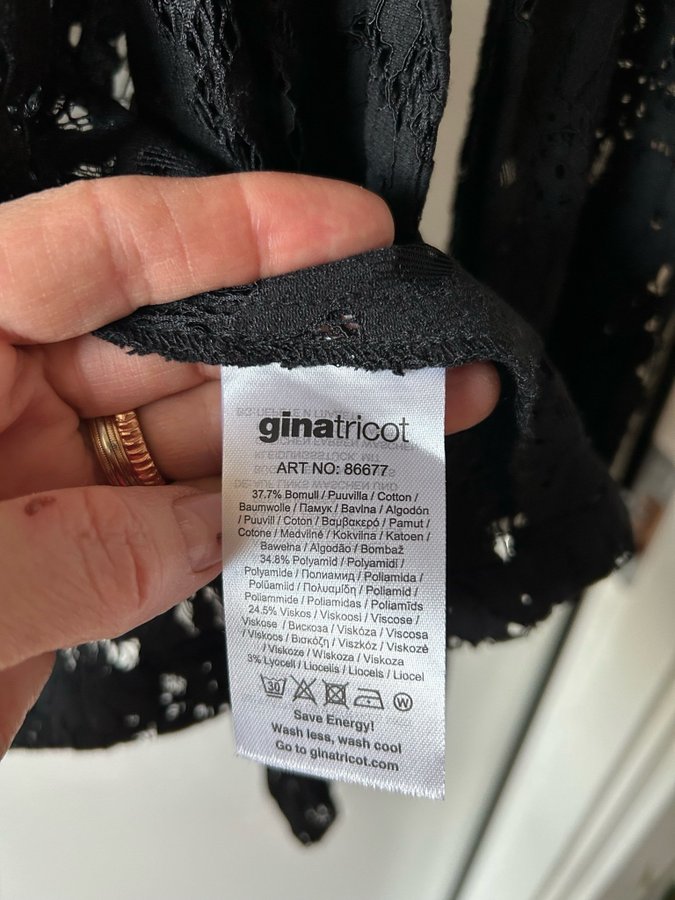 ginatricot
ART NO: 86677
37.7% Bomull / Puuvilla / Cotton /
Baumwolle / Памук / Bavlna / Algodón
/ Puuvill / Coton / Βαμβακερό / Pamut /
Cotone / Medvilnė / Kokvilna / Katoen /
Bawełna / Algodão / Bombaž
34.8% Polyamid / Polyamidi /
Polyamide / Полиамид / Poliamida /
Polüamiid / Πολυαμίδη / Poliamid /
Poliammide / Poliamidas / Poliamīds
24.5% Viskos / Viskoosi / Viscose /
Viskose / Вискоза / Viskóza / Viscosa
/ Viskoos / Βισκόζη / Viszkóz / Viskozė
/ Viskoze / Wiskoza / Viskoza
3% Lyocell / Liocelis / Liocels / Liocel
30 W
Save Energy!
Wash less, wash cool
Go to ginatricot.com